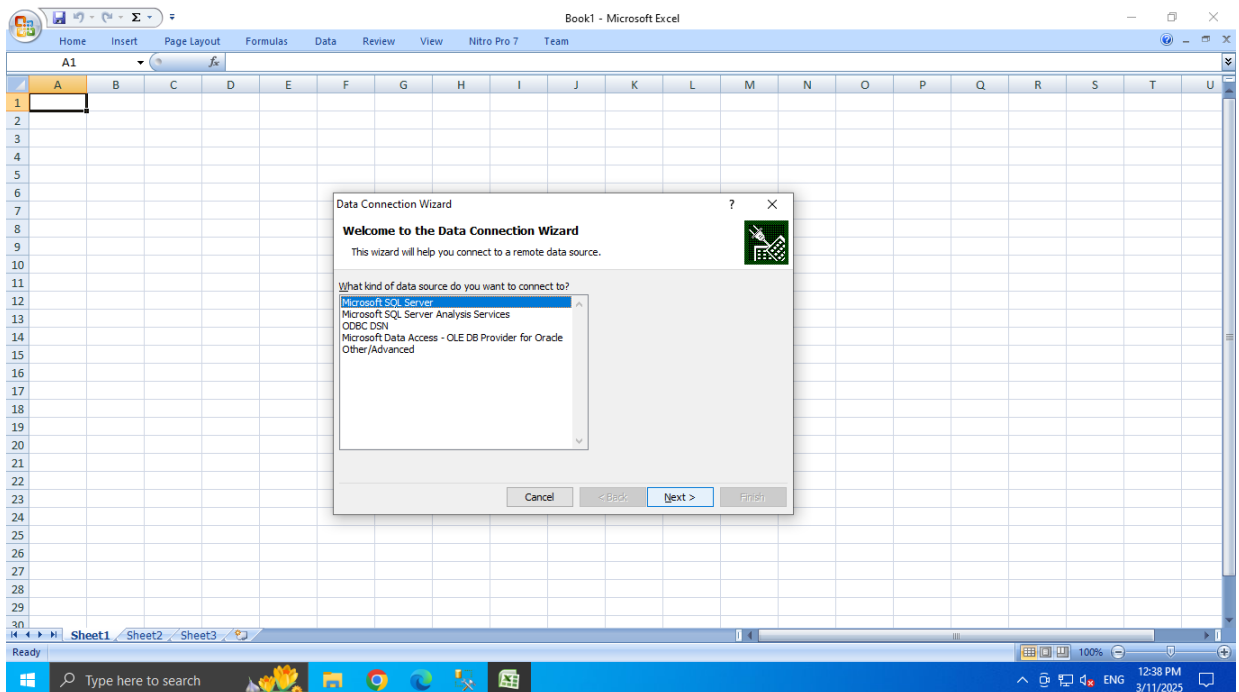 Book1 - Microsoft Excel
Home Insert Page Layout Formulas Data Review View Nitro Pro 7 Team
A1 fx
A B C D E F G H I J K L M N O P Q R S T U
1
2
3
4
5
6
7
8
9
10
11
12
13
14
15
16
17
18
19
20
21
22
23
24
25
26
27
28
29
30
Data Connection Wizard ?
Welcome to the Data Connection Wizard
This wizard will help you connect to a remote data source.
What kind of data source do you want to connect to?
Microsoft SQL Server
Microsoft SQL Server Analysis Services
ODBC DSN
Microsoft Data Access - OLE DB Provider for Oracle
Other/Advanced
Cancel < Back Next > Finish
Sheet1 Sheet2 Sheet3
Ready 100%
Type here to search ENG 12:38 PM
3/11/2025